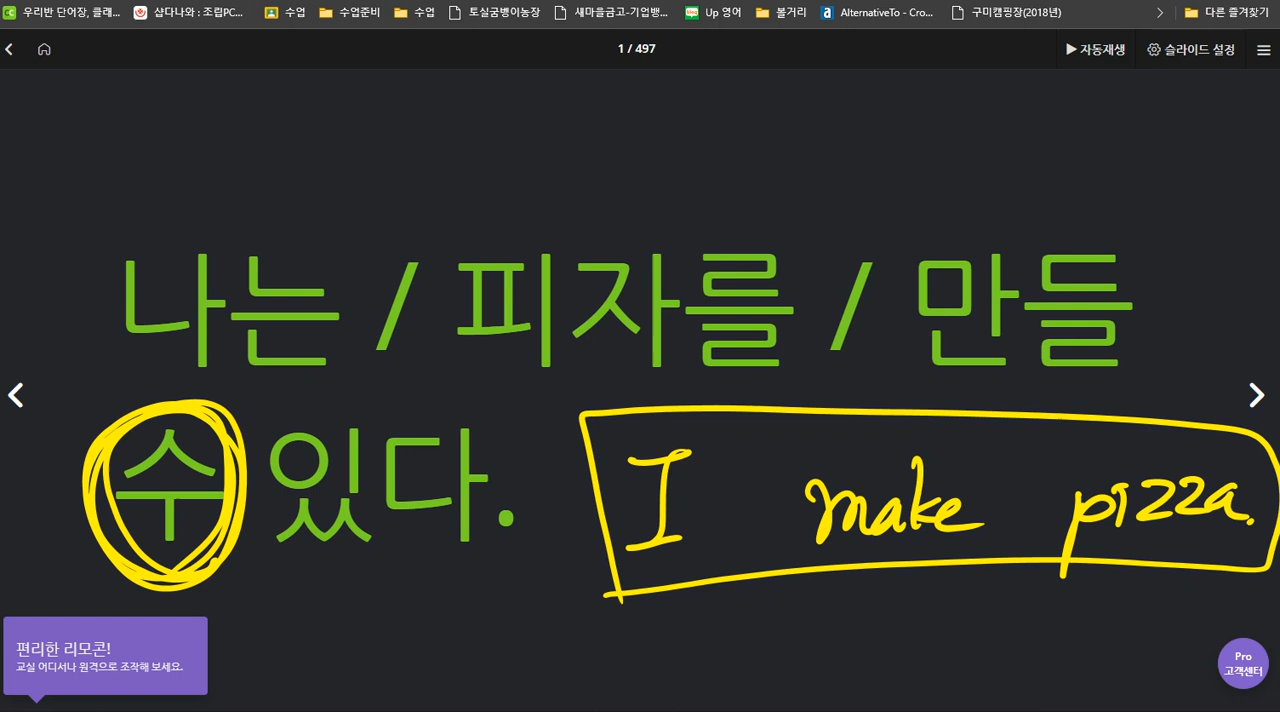 우리반 단어장, 클래... 샵다나와 : 조립PC... 수업 수업준비 수업 토실굼벵이농장 새마을금고-기업뱅... Up 영어 볼거리 AlternativeTo - Cro... 구미캠핑장(2018년) 다른 즐겨찾기
1 / 497 자동재생 슬라이드 설정
나는 / 피자를 / 만들
수 있다.
I make pizza.
편리한 리모콘!
교실 어디서나 원격으로 조작해 보세요.
Pro
고객센터